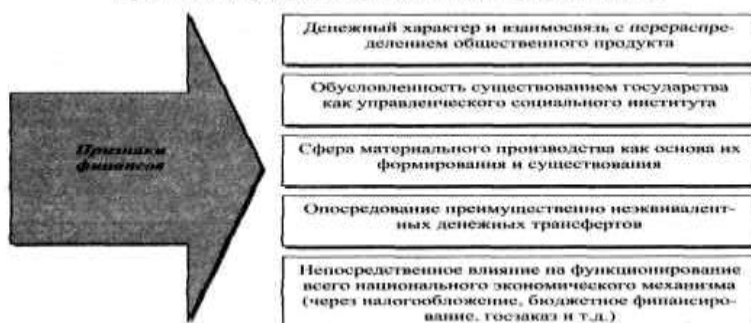 Признаки
финансов
Денежный характер и взаимосвязь с перераспре-
делением общественного продукта
Обусловленность существованием государства
как управленческого социального института
Сфера материального производства как основа их
формирования и существования
Опосредование преимущественно неэквивалент-
ных денежных трансфертов
Непосредственное влияние на функционирование
всего национального экономического механизма
(через налогообложение, бюджетное финансиро-
вание, госзаказ и т.д.)